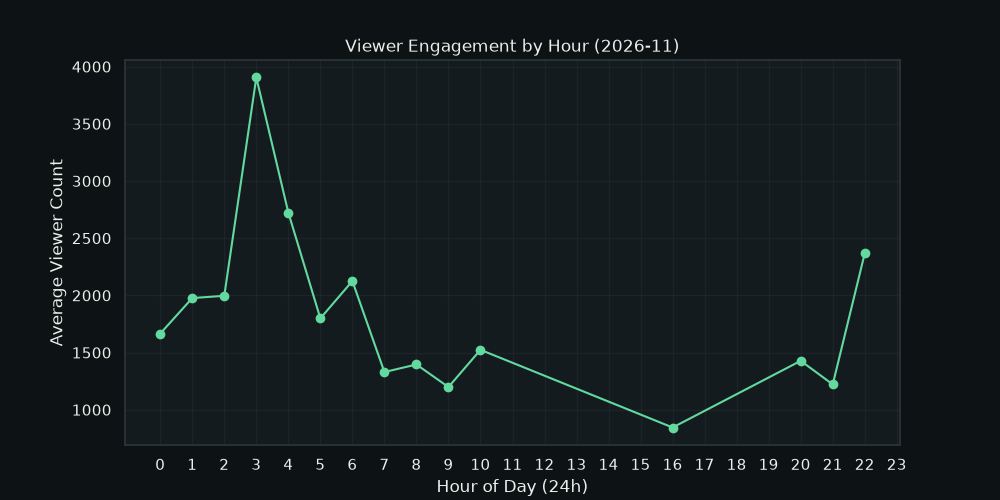 Viewer Engagement by Hour (2026-11)
Average Viewer Count
4000
3500
3000
2500
2000
1500
1000
0 1 2 3 4 5 6 7 8 9 10 11 12 13 14 15 16 17 18 19 20 21 22 23
Hour of Day (24h)